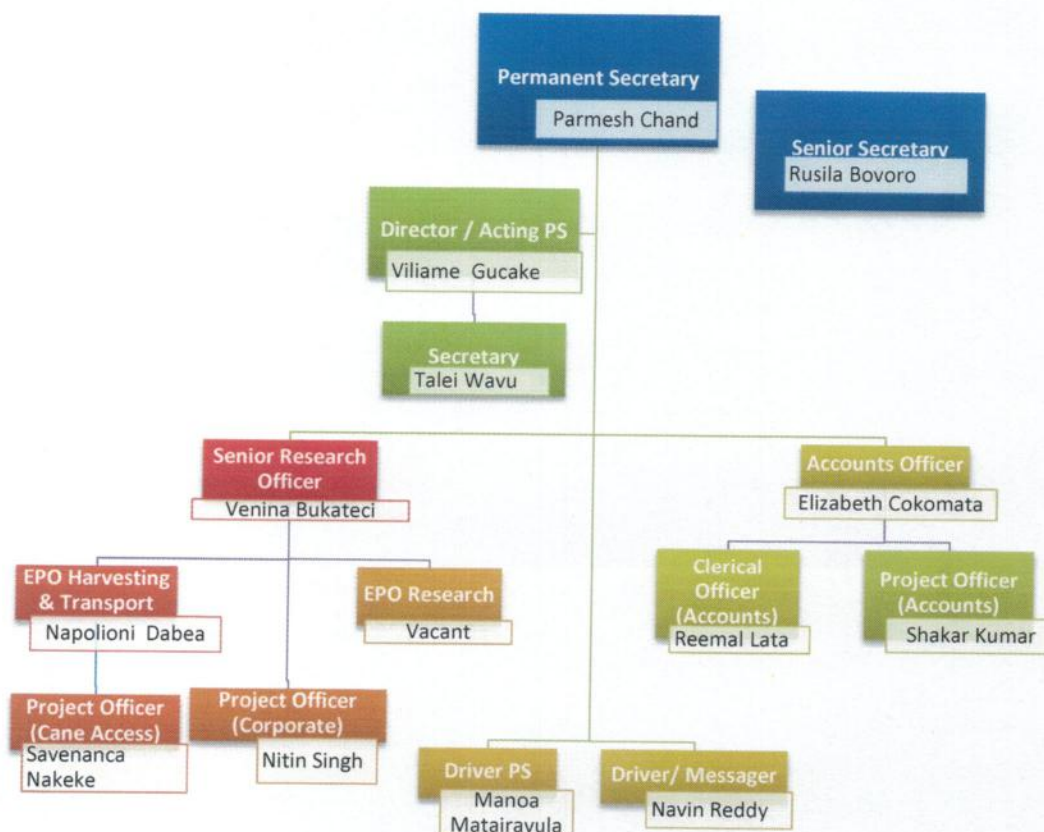 Permanent Secretary
Parmesh Chand
Senior Secretary
Rusila Bovoro
Director / Acting PS
Viliame Gucake
Secretary
Talei Wavu
Senior Research
Officer
Venina Bukateci
Accounts Officer
Elizabeth Cokomata
EPO Harvesting
& Transport
Napolioni Dabea
EPO Research
Vacant
Clerical
Officer
(Accounts)
Reemal Lata
Project Officer
(Accounts)
Shakar Kumar
Project Officer
(Cane Access)
Savenanca
Nakeke
Project Officer
(Corporate)
Nitin Singh
Driver PS
Manoa
Matairavula
Driver/ Messager
Navin Reddy